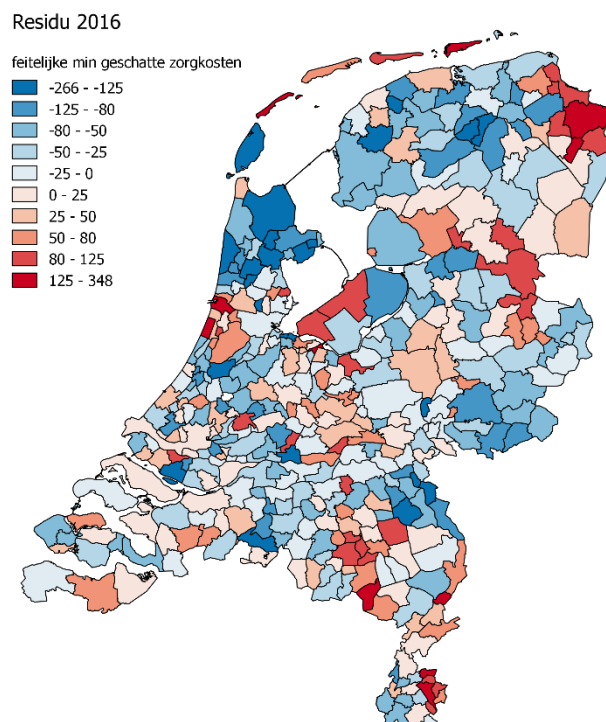 Residu 2016
feitelijke min geschatte zorgkosten
-266 - -125
-125 - -80
-80 - -50
-50 - -25
-25 - 0
0 - 25
25 - 50
50 - 80
80 - 125
125 - 348